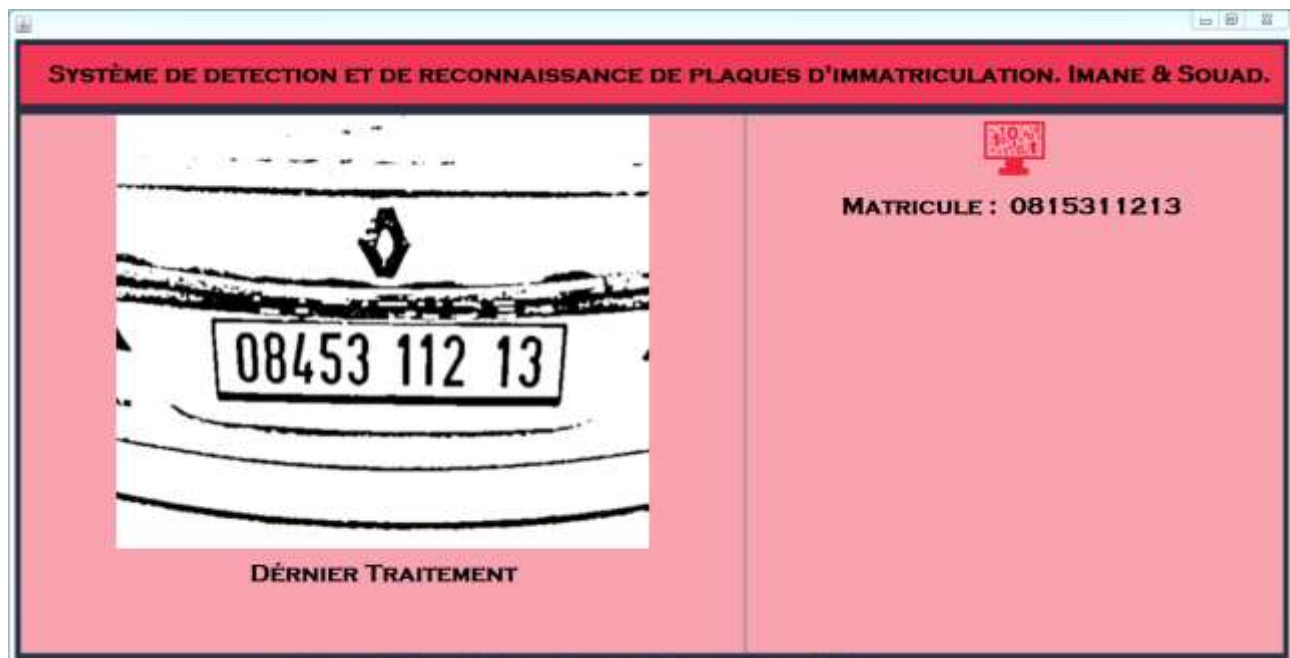 Système de detection et de reconnaissance de plaques d'immatriculation. Imane & Souad.
08453 112 13
Dérnier Traitement
Matricule : 0815311213